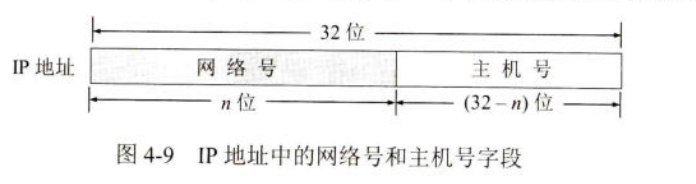 32 位
IP 地址 网 络 号 主 机 号
n 位 (32 – n) 位
图 4-9 IP 地址中的网络号和主机号字段